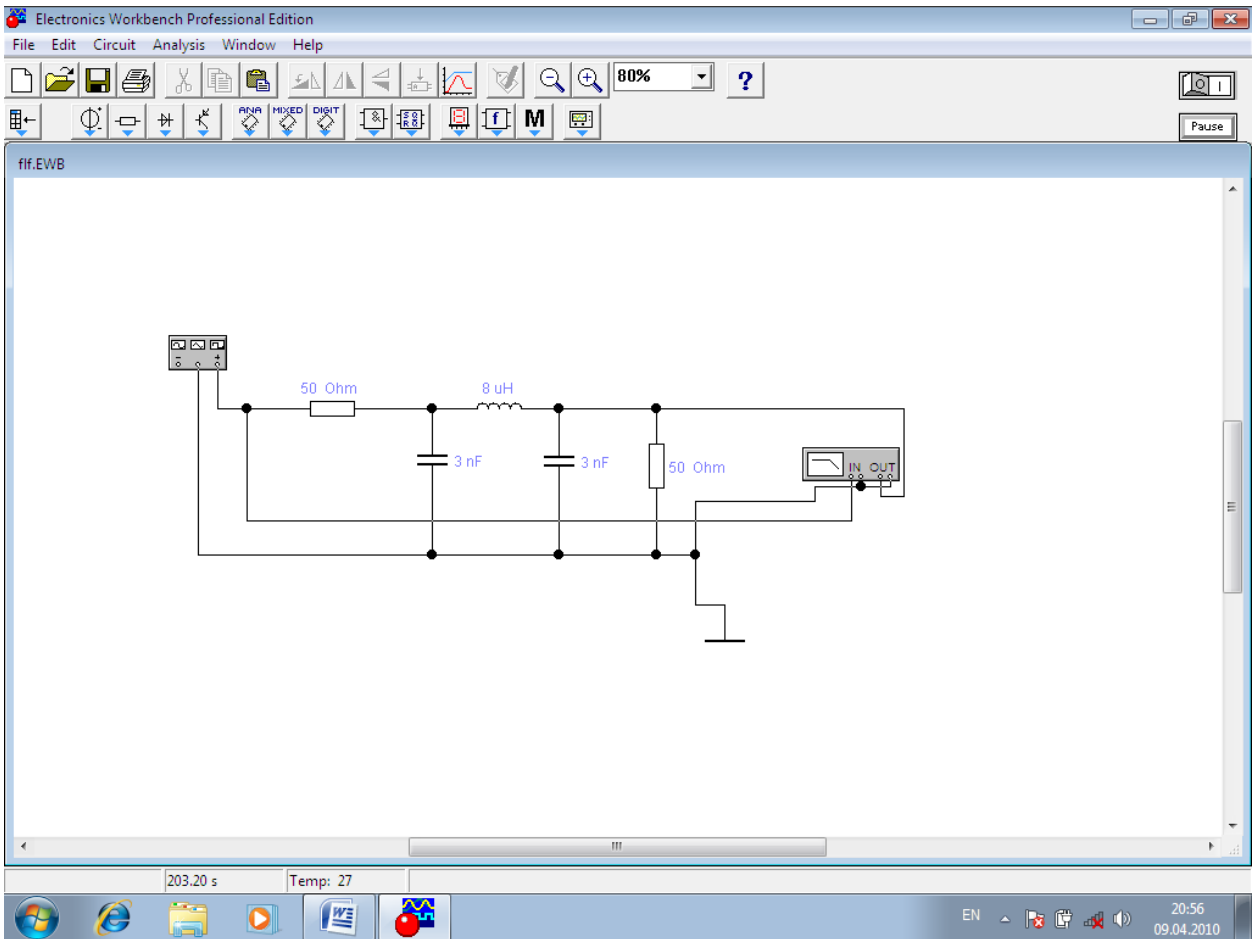 Electronics Workbench Professional Edition
File Edit Circuit Analysis Window Help
80%
?
ANA MIXED DIGIT
&
f M
Pause
flf.EWB
50 Ohm
8 uH
3 nF
3 nF
50 Ohm
IN OUT
203.20 s
Temp: 27
EN
20:56
09.04.2010